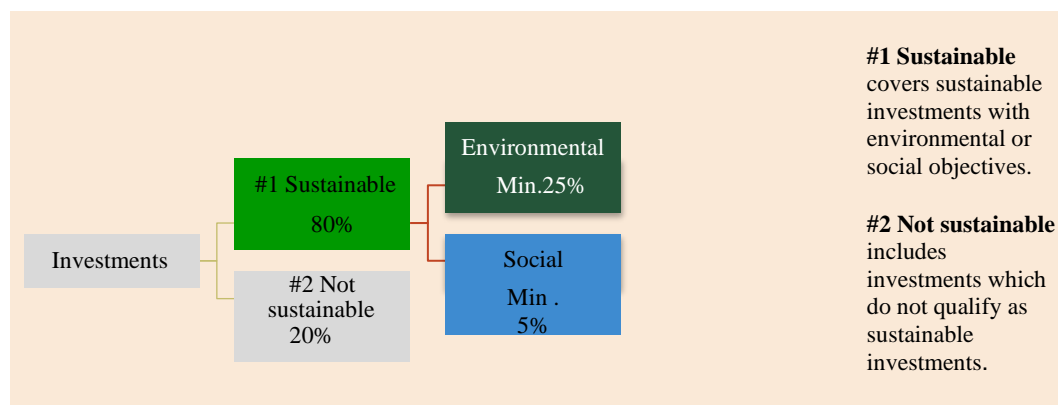 Investments
#1 Sustainable
80%
#2 Not
sustainable
20%
Environmental
Min.25%
Social
Min .
5%
#1 Sustainable
covers sustainable
investments with
environmental or
social objectives.
#2 Not sustainable
includes
investments which
do not qualify as
sustainable
investments.